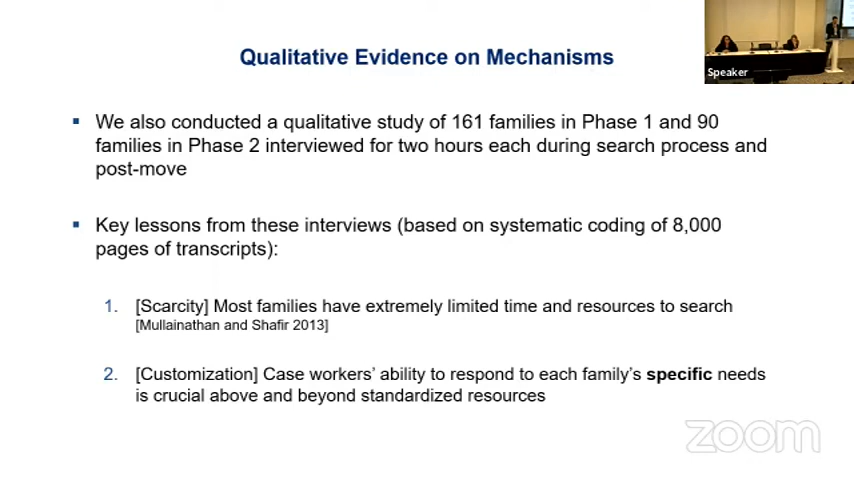 Qualitative Evidence on Mechanisms
Speaker
▪ We also conducted a qualitative study of 161 families in Phase 1 and 90
families in Phase 2 interviewed for two hours each during search process and
post-move
▪ Key lessons from these interviews (based on systematic coding of 8,000
pages of transcripts):
1. [Scarcity] Most families have extremely limited time and resources to search
[Mullainathan and Shafir 2013]
2. [Customization] Case workers’ ability to respond to each family’s specific needs
is crucial above and beyond standardized resources
zoom